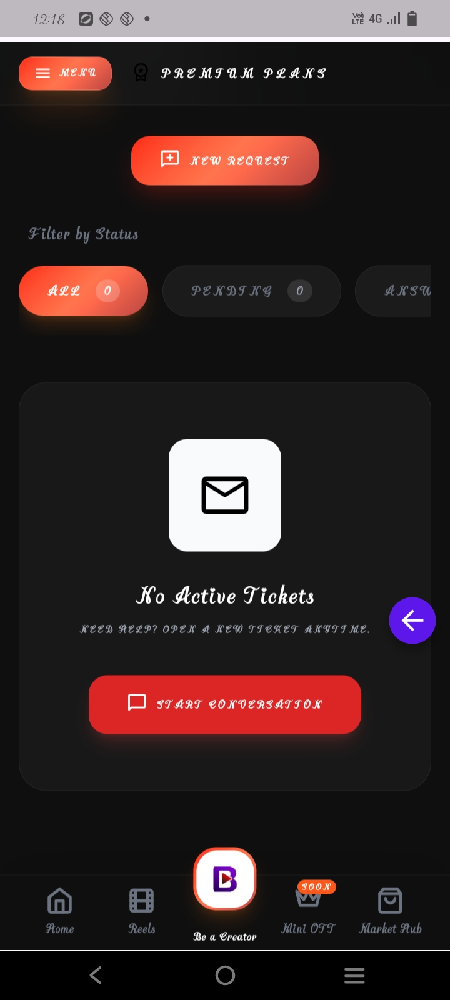 12:18
Vo)) LTE 4G
MENU
PREMIUM PLANS
NEW REQUEST
Filter by Status
ALL 0
PENDING 0
ANSW
No Active Tickets
NEED HELP? OPEN A NEW TICKET ANYTIME.
START CONVERSATION
B
SOON
Home
Reels
Be a Creator
Mini OTT
Market Hub